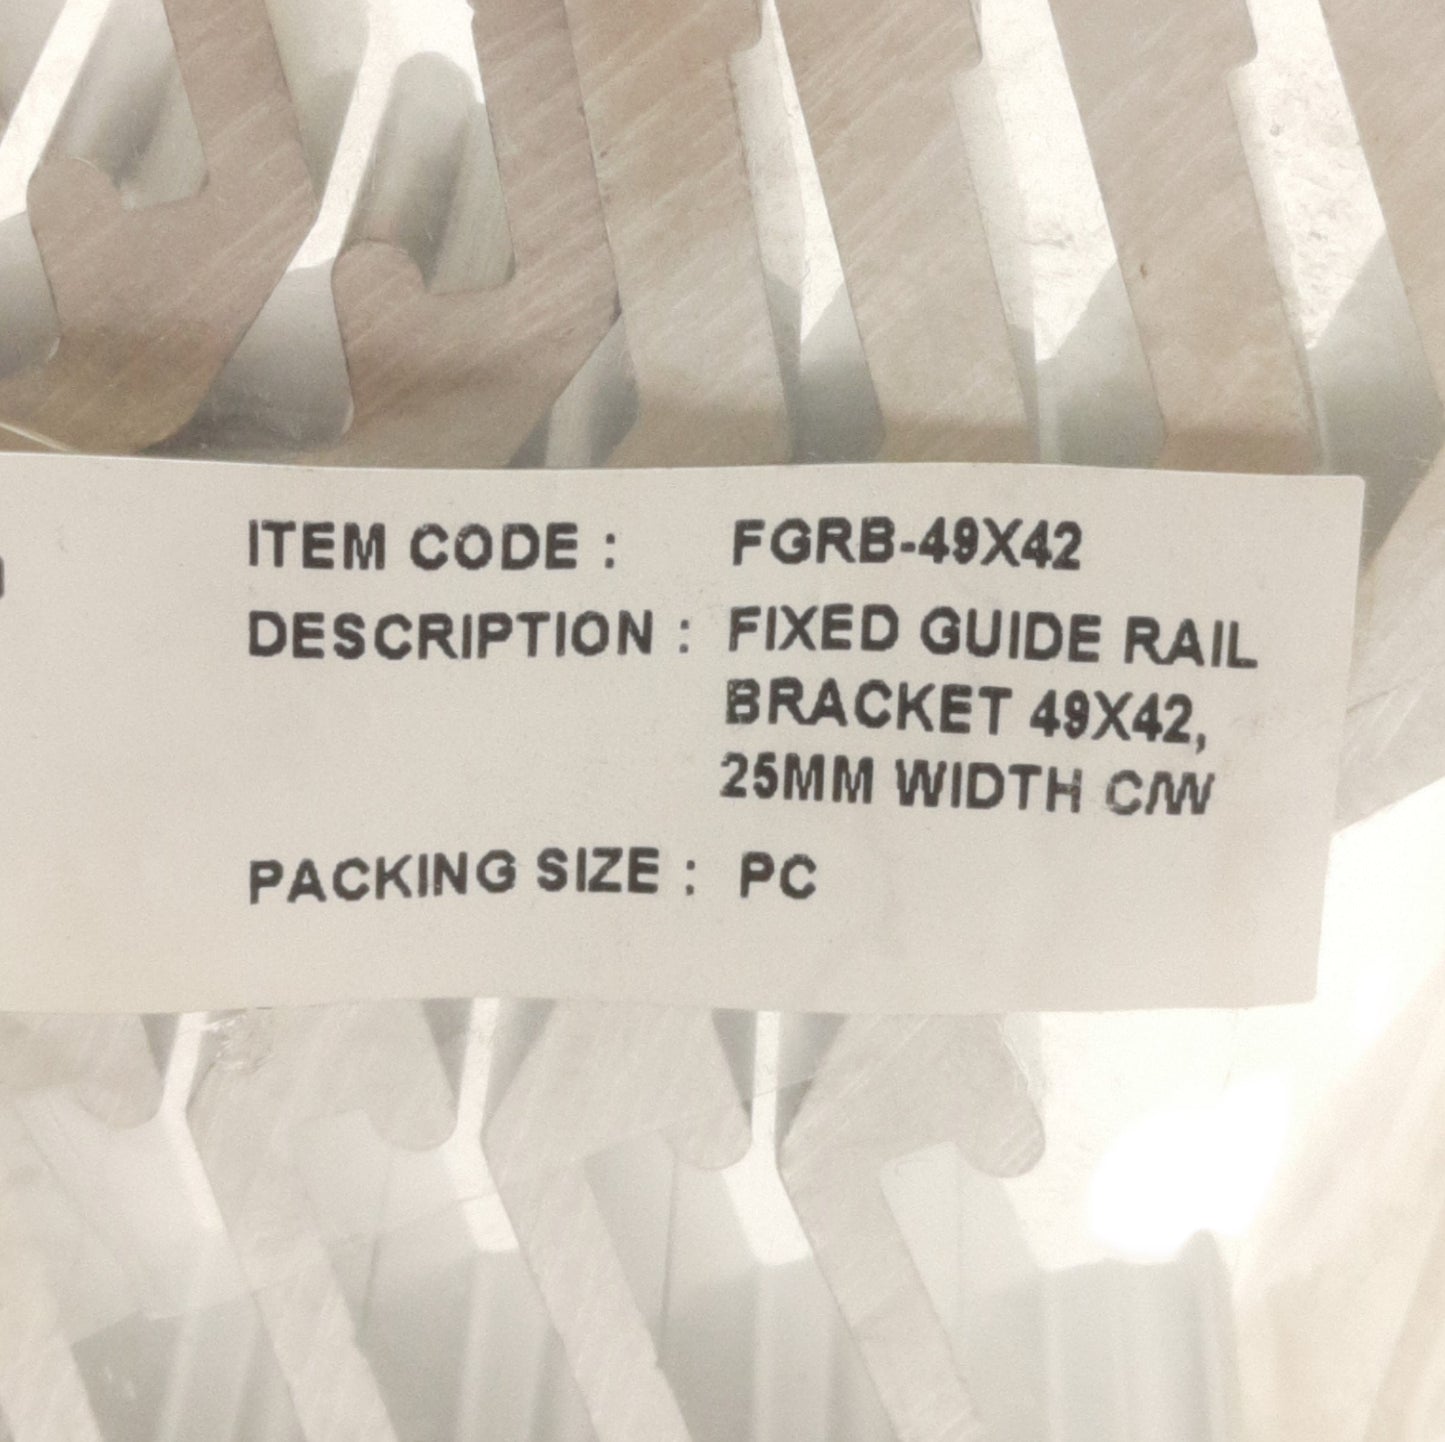 ITEM CODE : FGRB-49X42
DESCRIPTION : FIXED GUIDE RAIL
BRACKET 49X42,
25MM WIDTH C/W
PACKING SIZE : PC